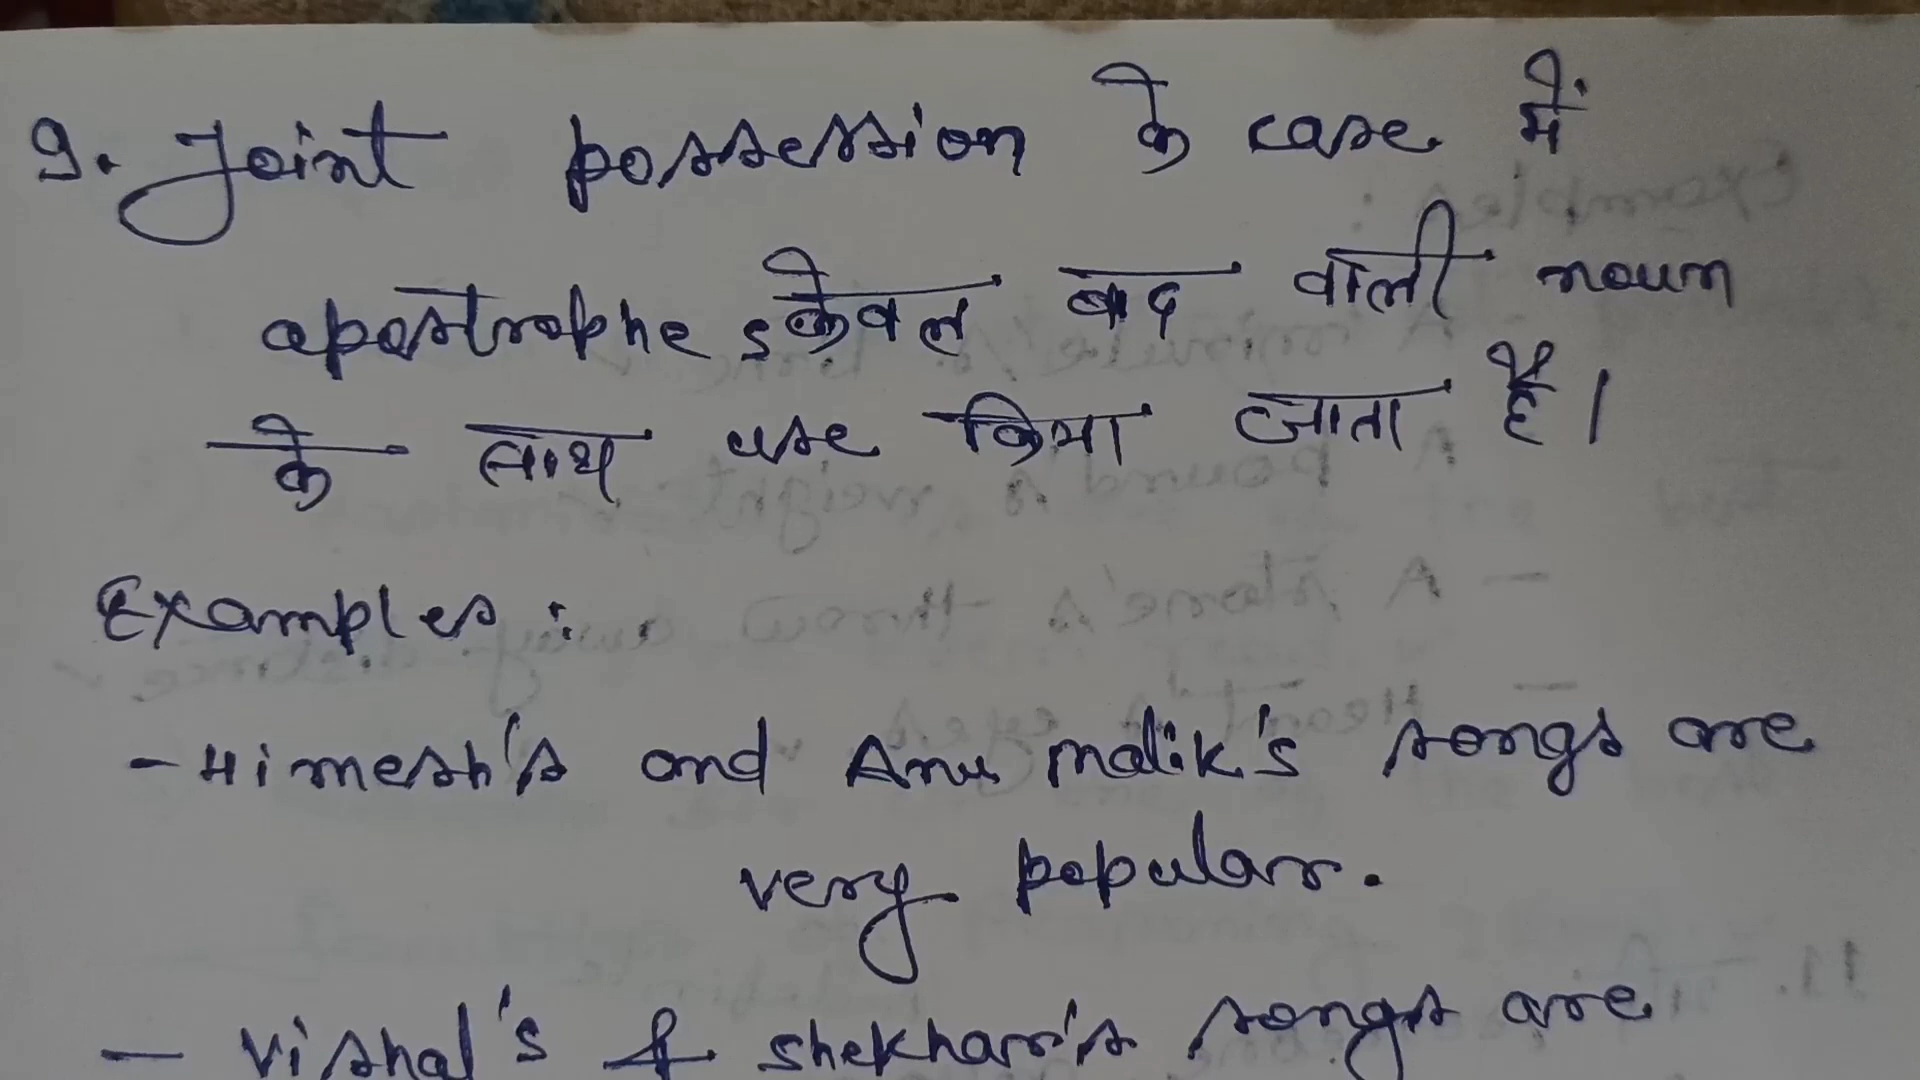 9. Joint possession के case में
apostrophe s केवल बाद वाली noun
के साथ use किया जाता है।
Examples :
- Himesh's and Anu malik's songs are
very popular.
- Vishal's & shekhar's songs are